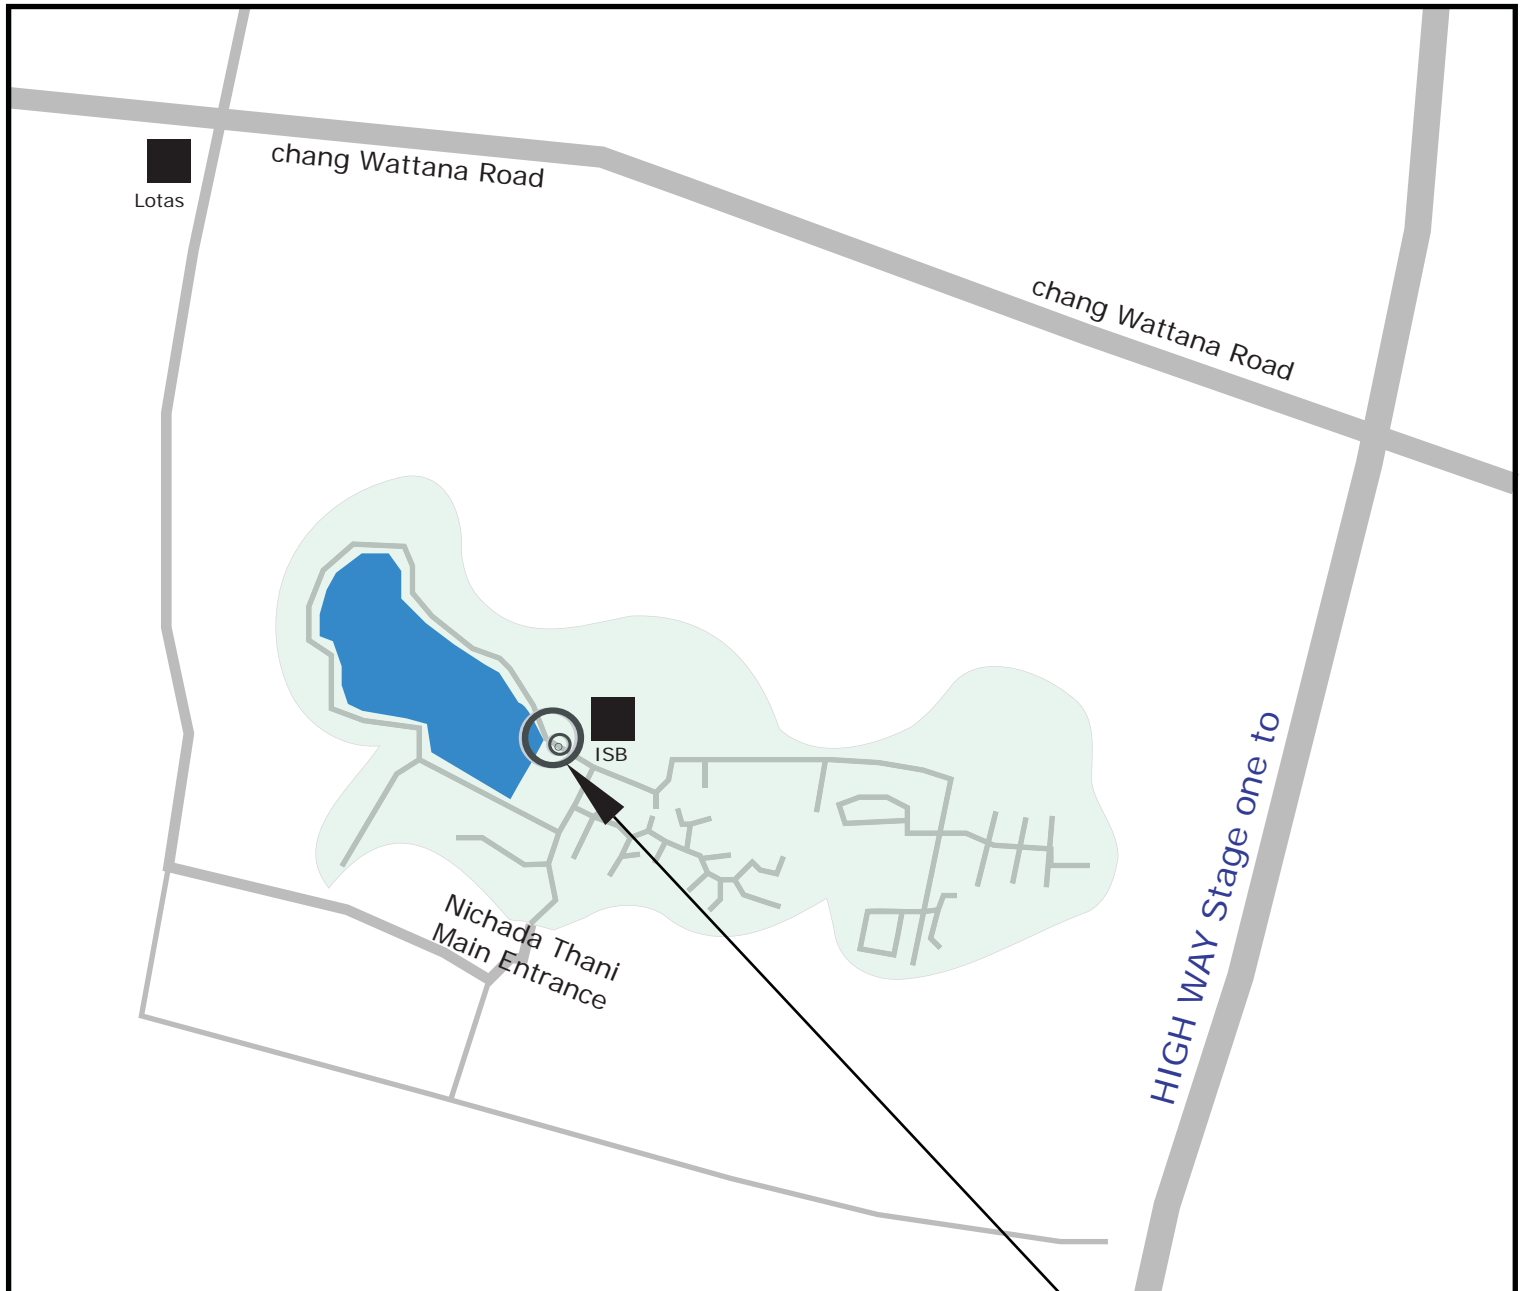 chang Wattana Road
Lotas
chang Wattana Road
HIGH WAY Stage one to
ISB
Nichada Thani
Main Entrance